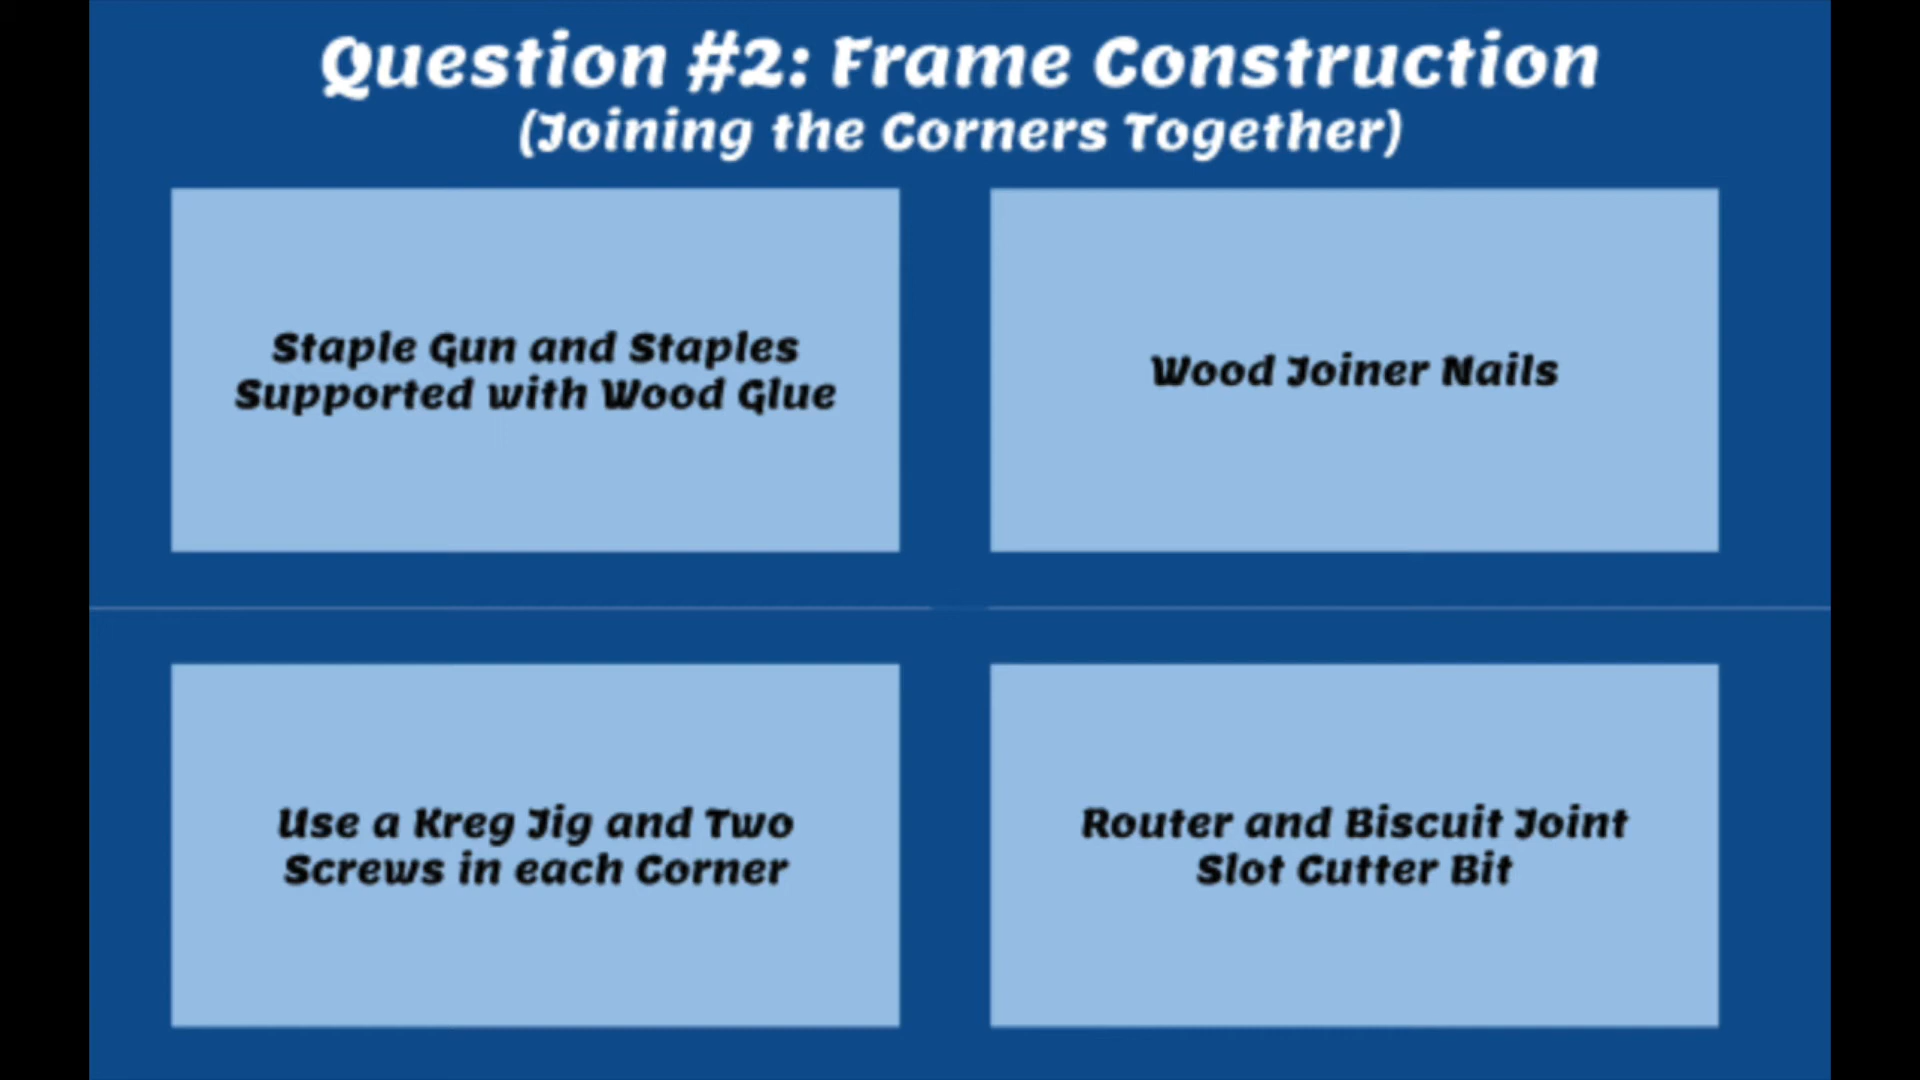 Question #2: Frame Construction
(Joining the Corners Together)
Staple Gun and Staples
Supported with Wood Glue
Wood Joiner Nails
Use a Kreg Jig and Two
Screws in each Corner
Router and Biscuit Joint
Slot Cutter Bit